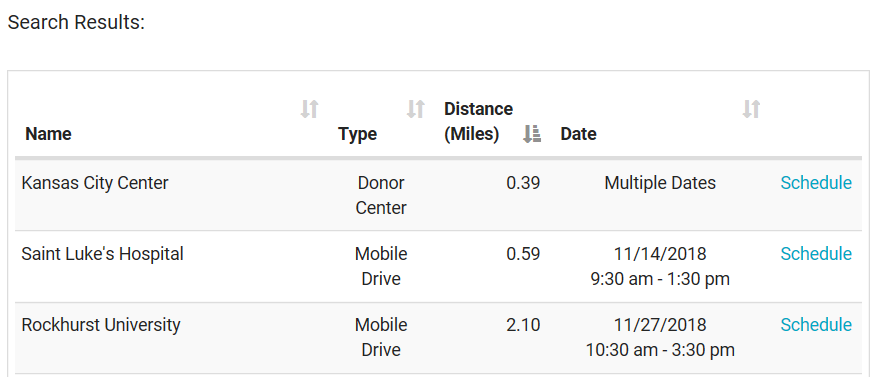 Search Results:
Distance
Name Type (Miles) Date
Kansas City Center Donor 0.39 Multiple Dates Schedule
Center
Saint Luke's Hospital Mobile 0.59 11/14/2018 Schedule
Drive 9:30 am - 1:30 pm
Rockhurst University Mobile 2.10 11/27/2018 Schedule
Drive 10:30 am - 3:30 pm